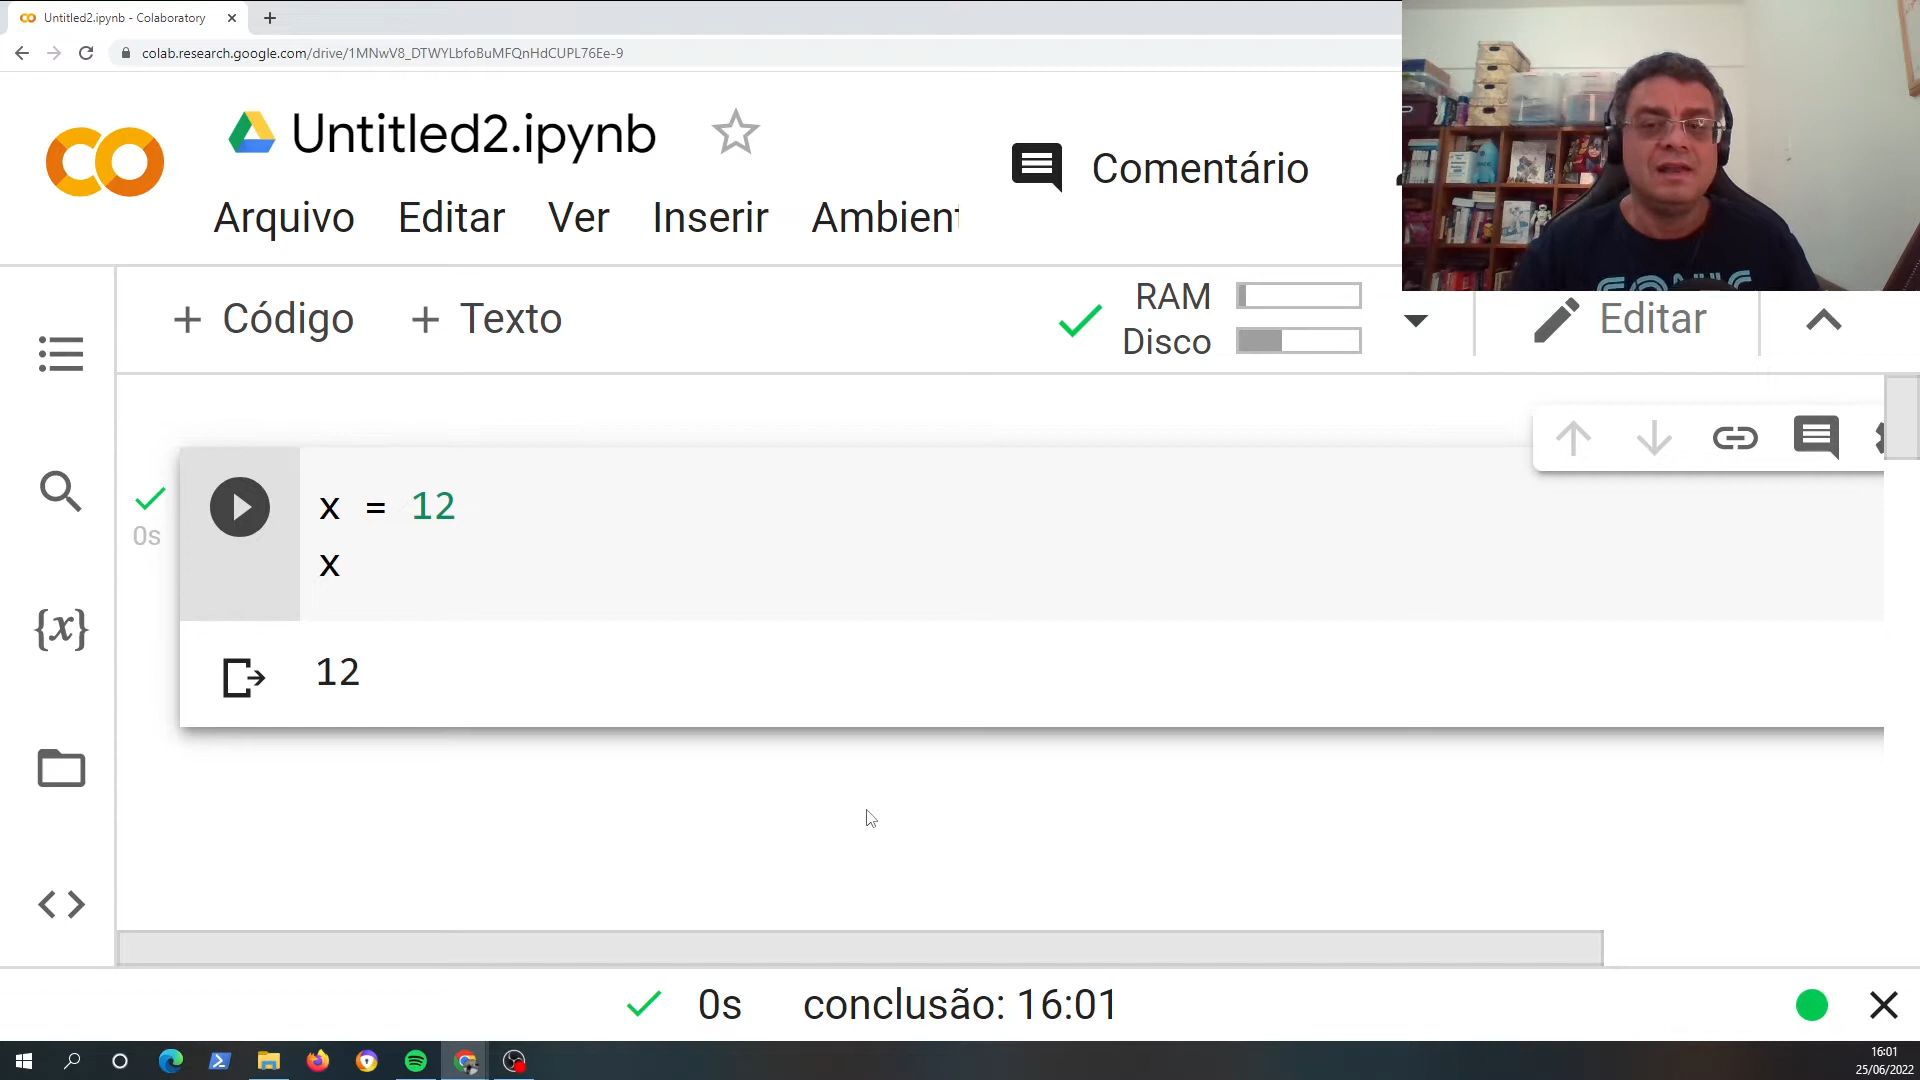 Untitled2.ipynb - Colaboratory
colab.research.google.com/drive/1MNwV8_DTWYLbfoBuMFQnHdCUPL76Ee-9
Untitled2.ipynb
Comentário
Arquivo Editar Ver Inserir Ambient
+ Código + Texto
RAM
Disco
Editar
x = 12
x
0s
12
{x}
0s conclusão: 16:01
16:01
25/06/2022